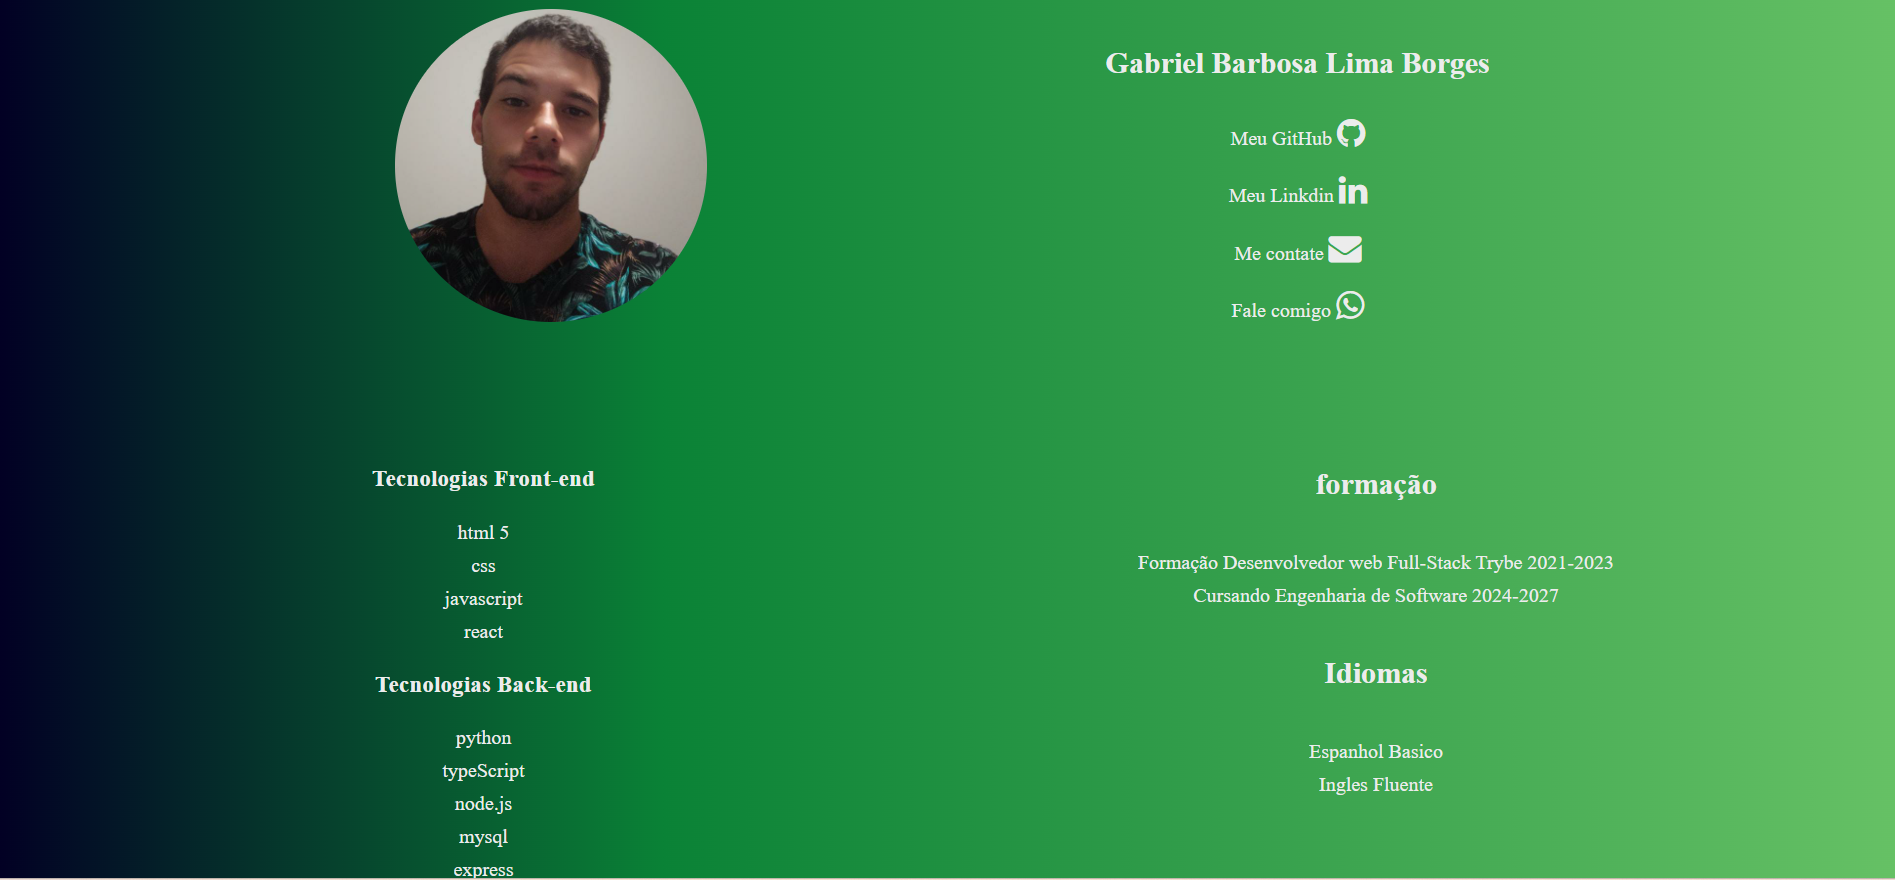 Gabriel Barbosa Lima Borges
Meu GitHub
Meu Linkdin
Me contate
Fale comigo
Tecnologias Front-end
html 5
css
javascript
react
Tecnologias Back-end
python
typeScript
node.js
mysql
express
formação
Formação Desenvolvedor web Full-Stack Trybe 2021-2023
Cursando Engenharia de Software 2024-2027
Idiomas
Espanhol Basico
Ingles Fluente